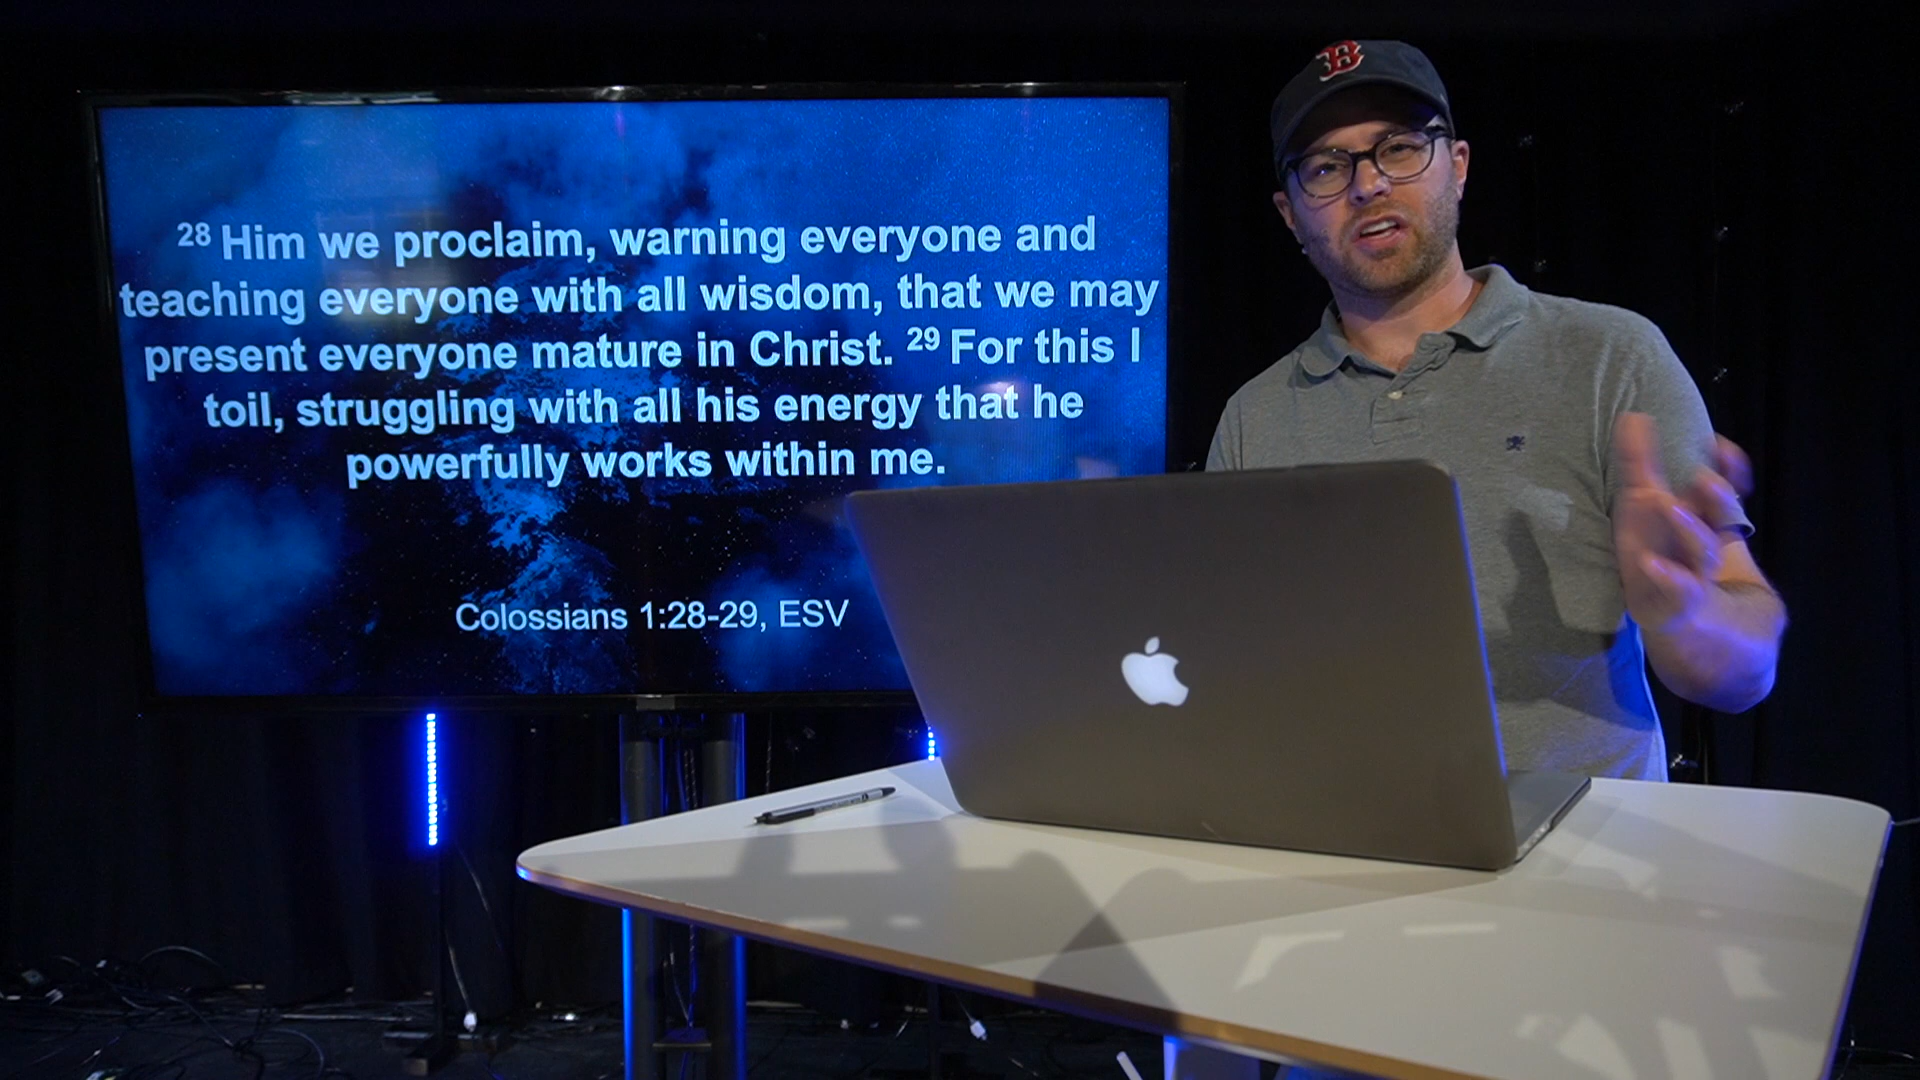 28 Him we proclaim, warning everyone and
teaching everyone with all wisdom, that we may
present everyone mature in Christ. 29 For this I
toil, struggling with all his energy that he
powerfully works within me.
Colossians 1:28-29, ESV
B